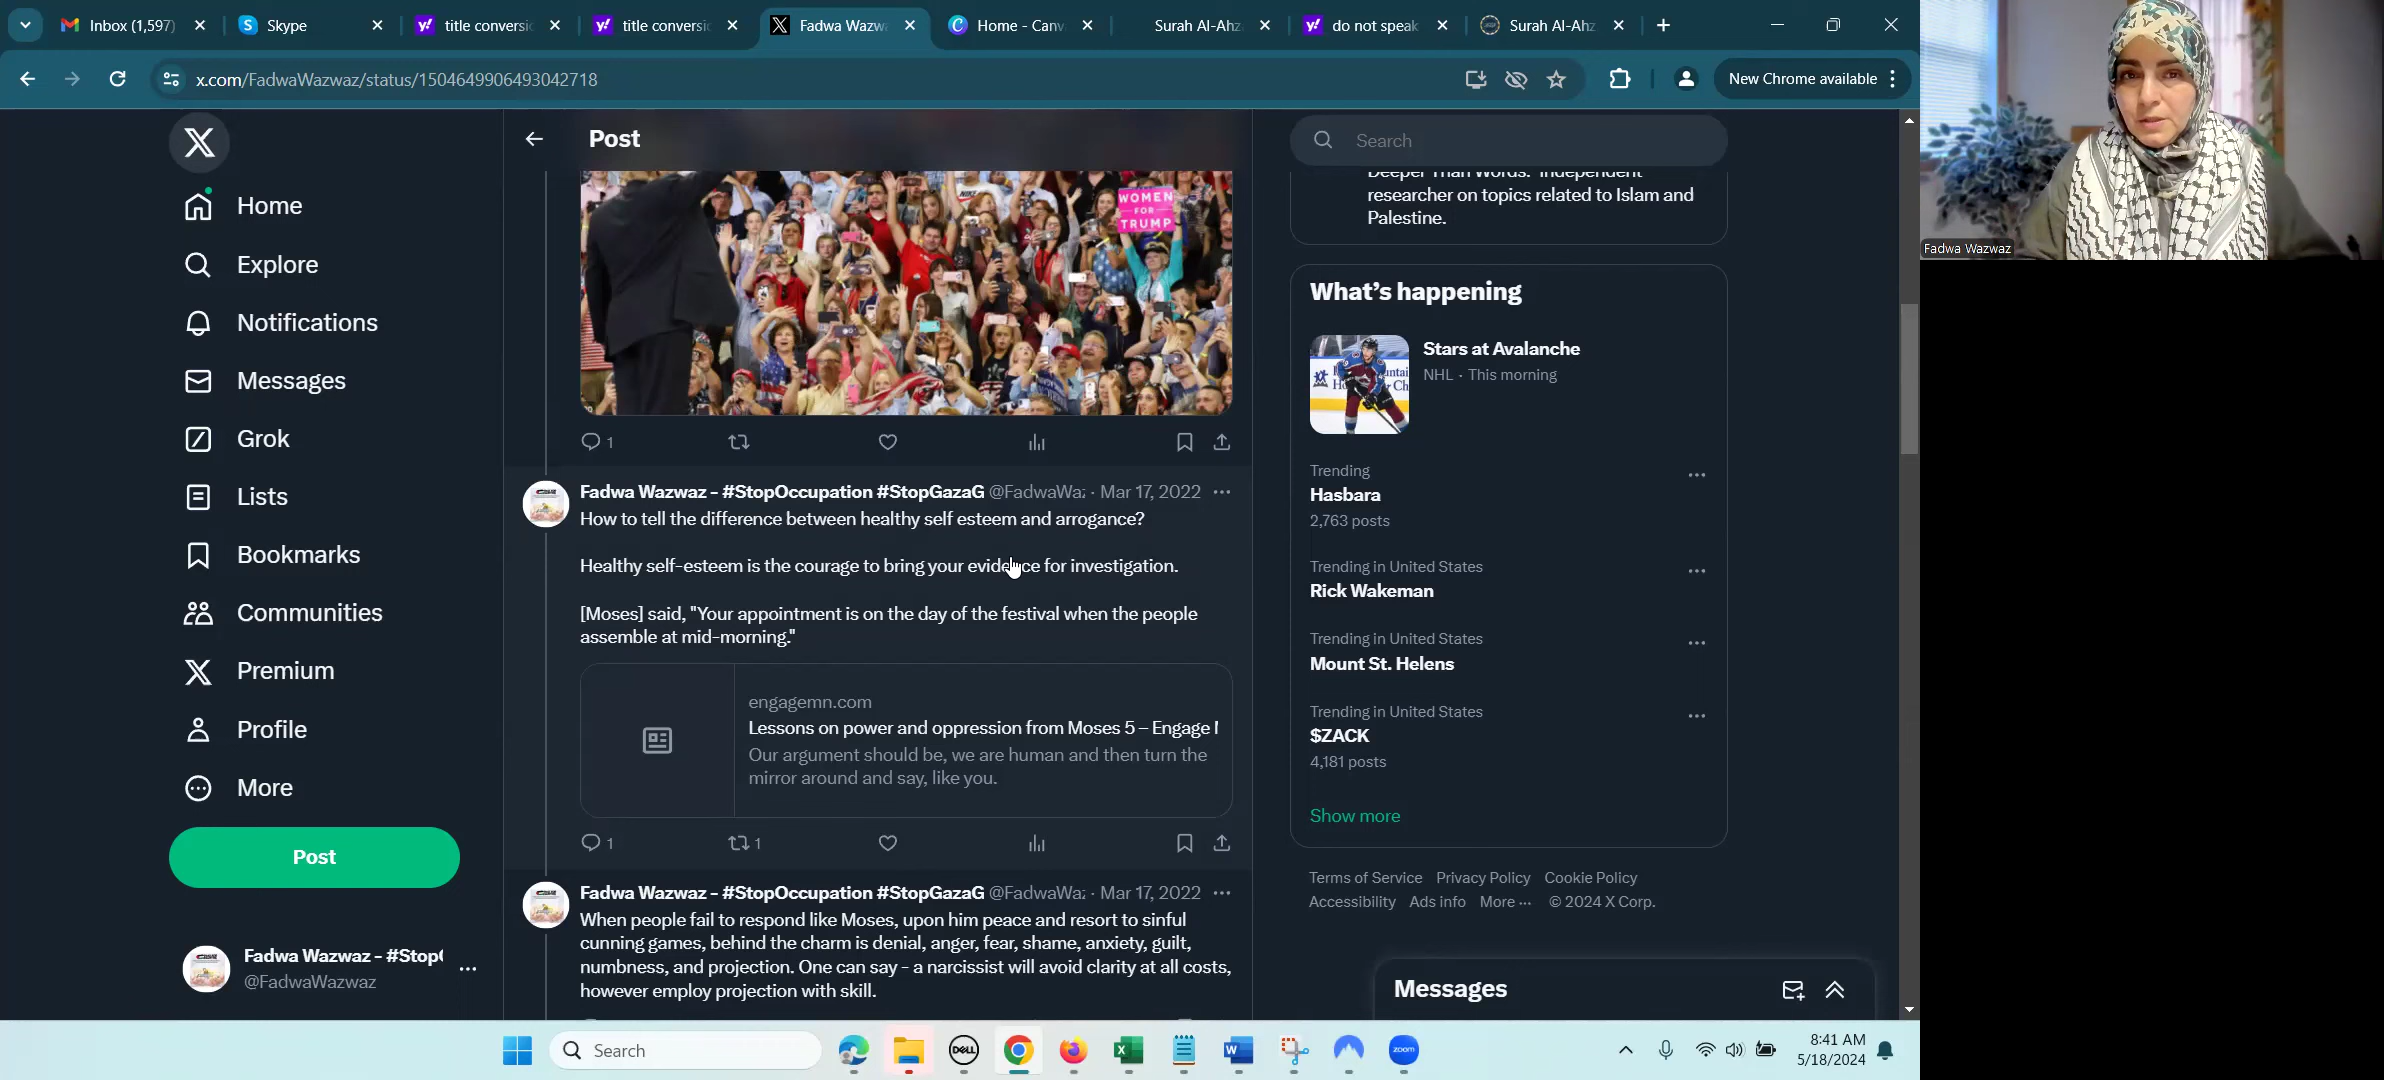 Inbox (1,597)
Skype
title conversio
title conversio
Fadwa Wazwa
Home - Canv
Surah Al-Ahz
do not speak
Surah Al-Ahz
x.com/FadwaWazwaz/status/1504649906493042718
New Chrome available
Home
Explore
Notifications
Messages
Grok
Lists
Bookmarks
Communities
Premium
Profile
More
Post
Fadwa Wazwaz - #Stop
@FadwaWazwaz
Post
WOMEN
FOR
TRUMP
1
Fadwa Wazwaz - #StopOccupation #StopGazaG @FadwaWa · Mar 17, 2022
How to tell the difference between healthy self esteem and arrogance?
Healthy self-esteem is the courage to bring your evidence for investigation.
[Moses] said, "Your appointment is on the day of the festival when the people
assemble at mid-morning."
engagemn.com
Lessons on power and oppression from Moses 5 – Engage
Our argument should be, we are human and then turn the
mirror around and say, like you.
1
1
Fadwa Wazwaz - #StopOccupation #StopGazaG @FadwaWa · Mar 17, 2022
When people fail to respond like Moses, upon him peace and resort to sinful
cunning games, behind the charm is denial, anger, fear, shame, anxiety, guilt,
numbness, and projection. One can say - a narcissist will avoid clarity at all costs,
however employ projection with skill.
Search
Deeper Than Words. Independent
researcher on topics related to Islam and
Palestine.
What's happening
Stars at Avalanche
NHL · This morning
Trending
Hasbara
2,763 posts
Trending in United States
Rick Wakeman
Trending in United States
Mount St. Helens
Trending in United States
$ZACK
4,181 posts
Show more
Terms of Service Privacy Policy Cookie Policy
Accessibility Ads info More ··· © 2024 X Corp.
Messages
Fadwa Wazwaz
Search
DELL
zoom
8:41 AM
5/18/2024